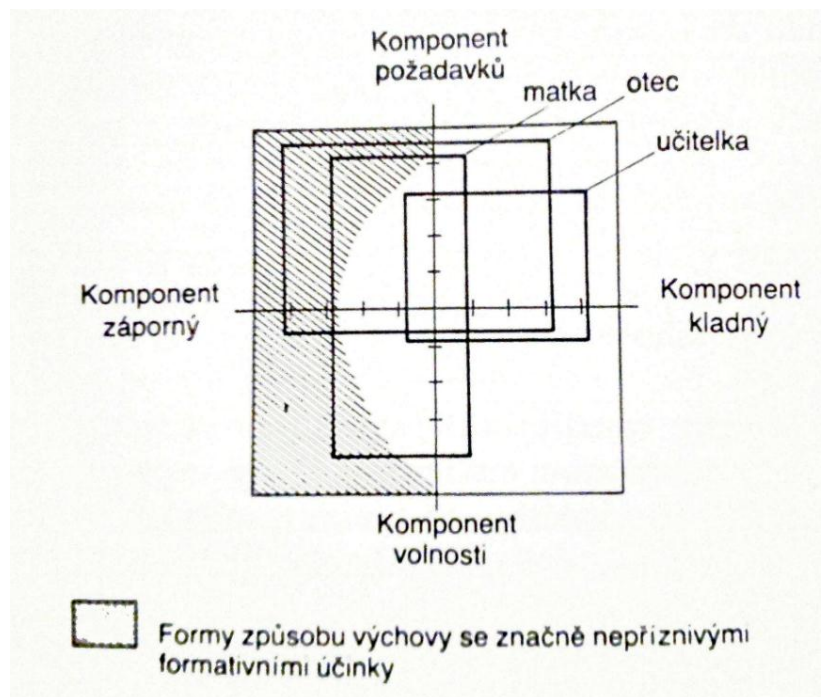 Komponent
požadavků
matka
otec
učitelka
Komponent
záporný
Komponent
kladný
Komponent
volnosti
Formy způsobu výchovy se značně nepříznivými
formativními účinky